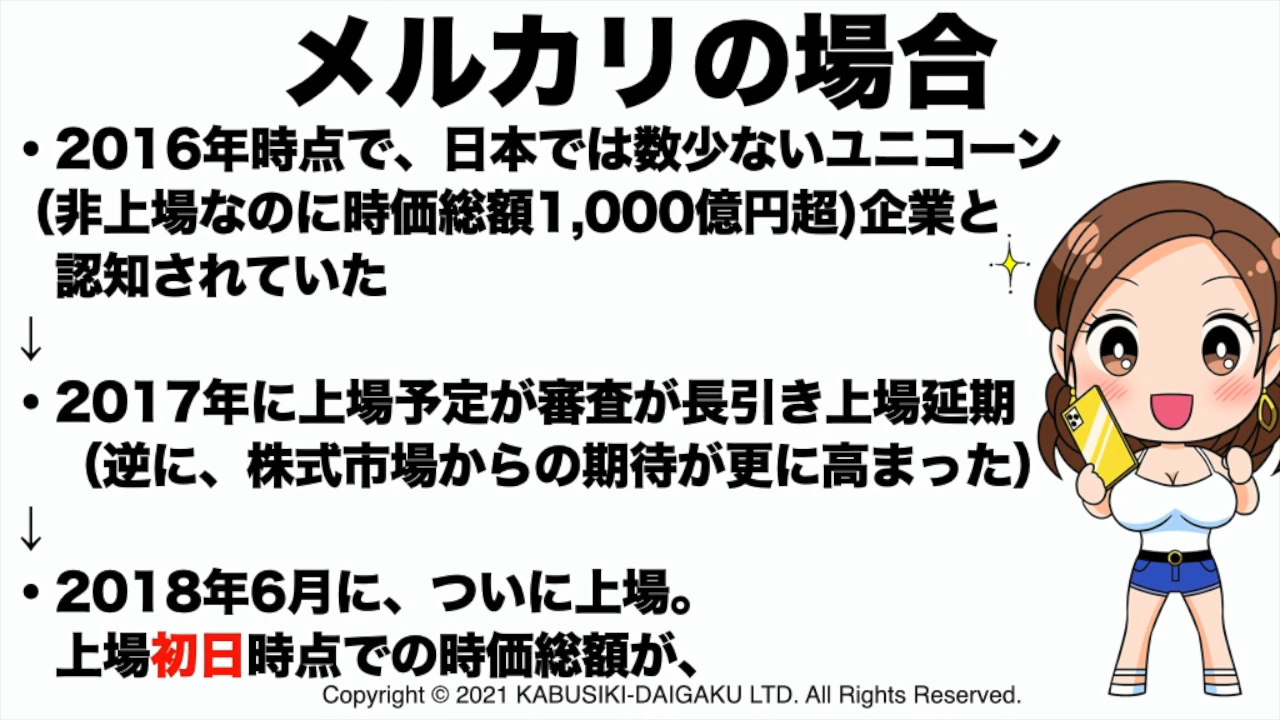 メルカリの場合
・2016年時点で、日本では数少ないユニコーン
（非上場なのに時価総額1,000億円超)企業と
認知されていた
↓
・2017年に上場予定が審査が長引き上場延期
（逆に、株式市場からの期待が更に高まった）
↓
・2018年6月に、ついに上場。
上場初日時点での時価総額が、
Copyright © 2021 KABUSIKI-DAIGAKU LTD. All Rights Reserved.